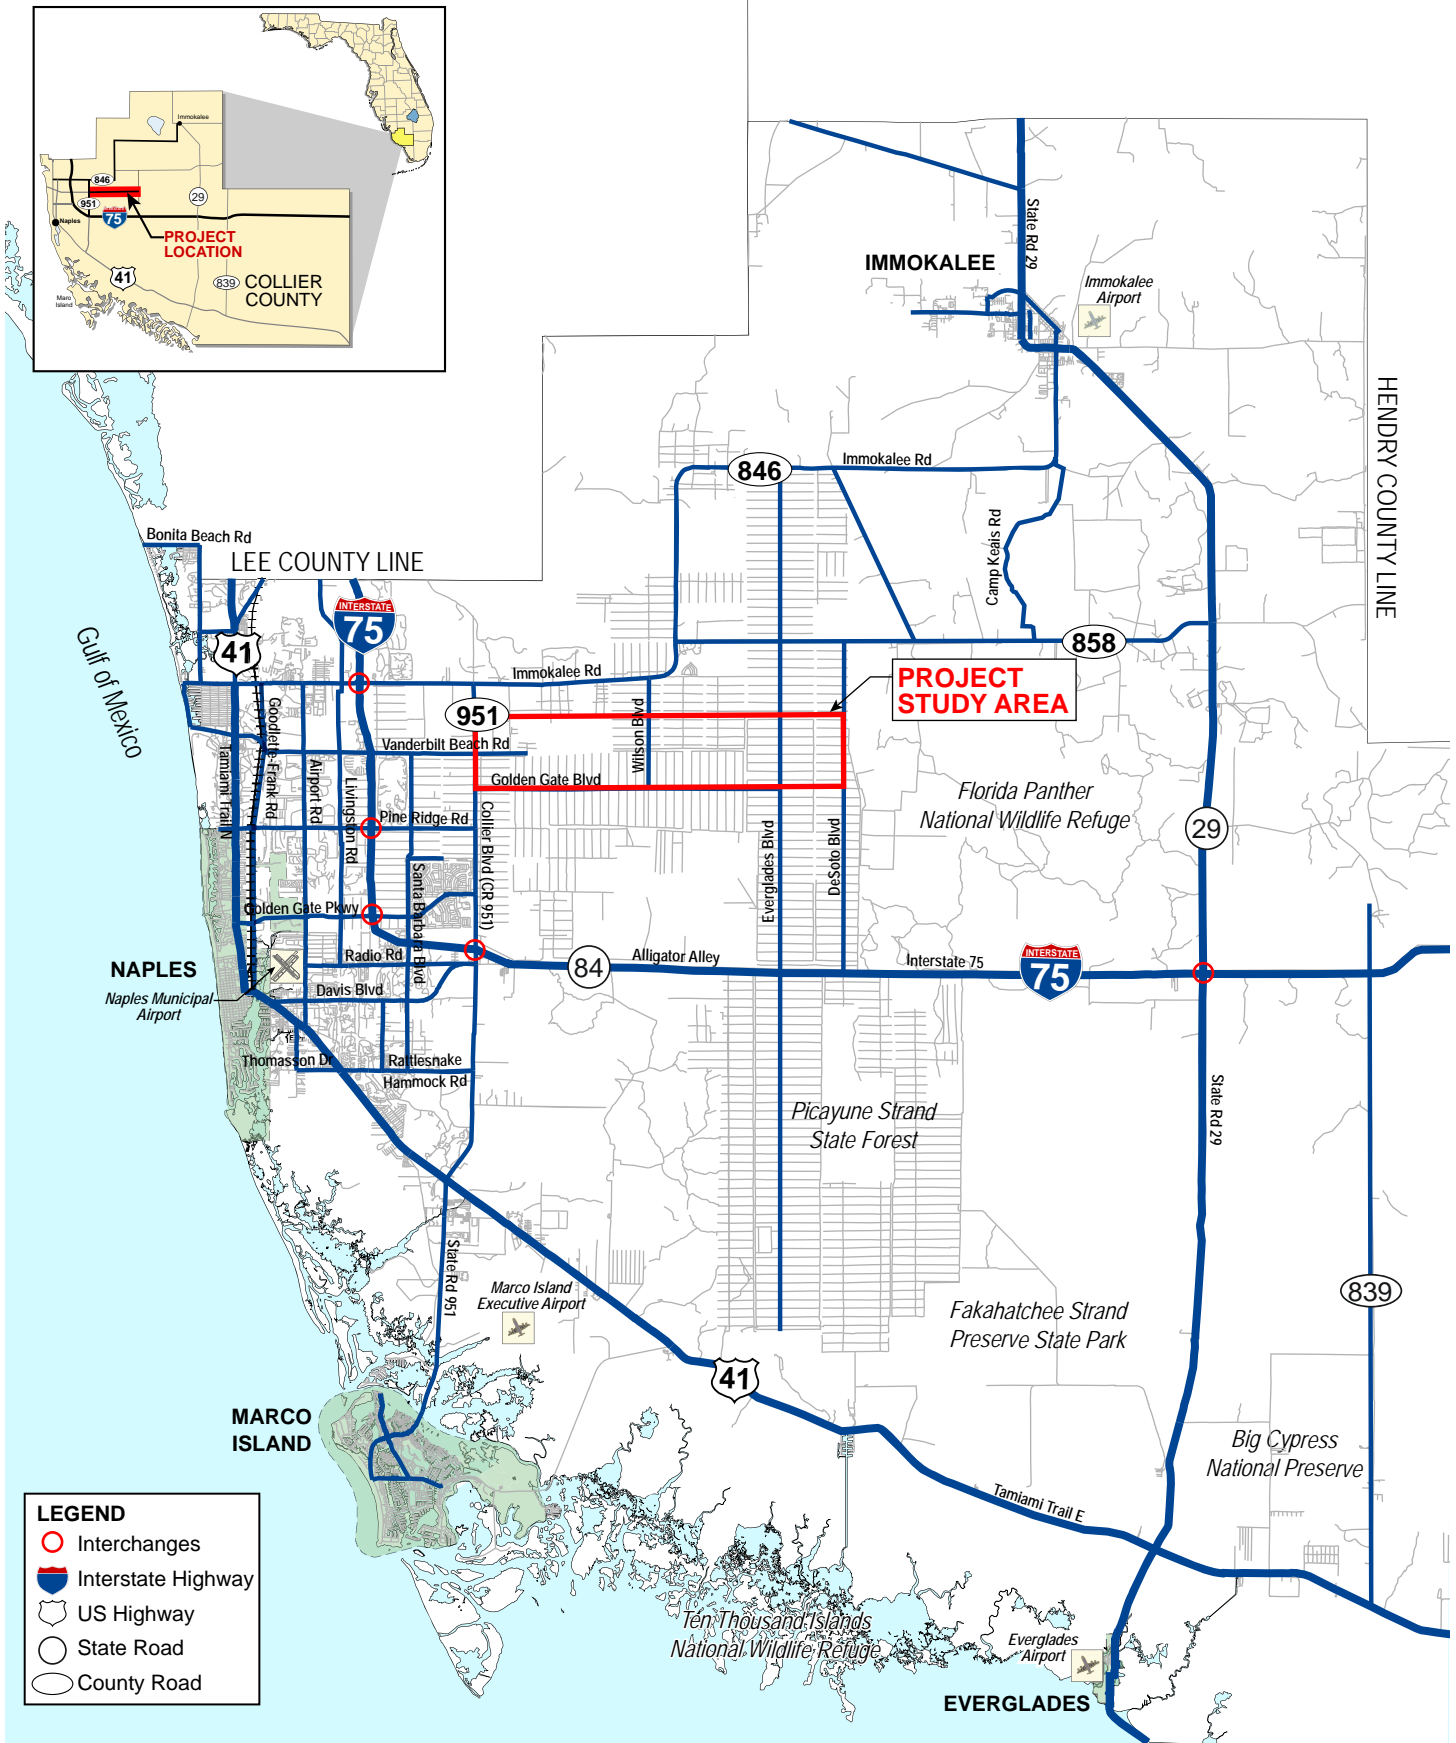 Immokalee
846
29
951
INTERSTATE
75
Naples
PROJECT
LOCATION
41
839
COLLIER
COUNTY
Maro
Island
State Rd 29
IMMOKALEE
Immokalee
Airport
HENDRY COUNTY LINE
846
Immokalee Rd
Camp Keais Rd
Bonita Beach Rd
LEE COUNTY LINE
INTERSTATE
75
41
858
Gulf of Mexico
Immokalee Rd
PROJECT
STUDY AREA
951
Wilson Blvd
Goodlette-Frank Rd
Tamiami Trail N
Airport Rd
Livingston Rd
Vanderbilt Beach Rd
Golden Gate Blvd
Florida Panther
National Wildlife Refuge
Pine Ridge Rd
Collier Blvd (CR 951)
29
Everglades Blvd
DeSoto Blvd
Santa Barbara Blvd
Golden Gate Pkwy
Radio Rd
84
Alligator Alley
Interstate 75
INTERSTATE
75
NAPLES
Naples Municipal
Airport
Davis Blvd
Thomasson Dr
Rattlesnake
Hammock Rd
State Rd 29
Picayune Strand
State Forest
State Rd 951
Marco Island
Executive Airport
839
Fakahatchee Strand
Preserve State Park
41
MARCO
ISLAND
Big Cypress
National Preserve
Tamiami Trail E
LEGEND
Interchanges
Interstate Highway
US Highway
State Road
County Road
Ten Thousand Islands
National Wildlife Refuge
Everglades
Airport
EVERGLADES